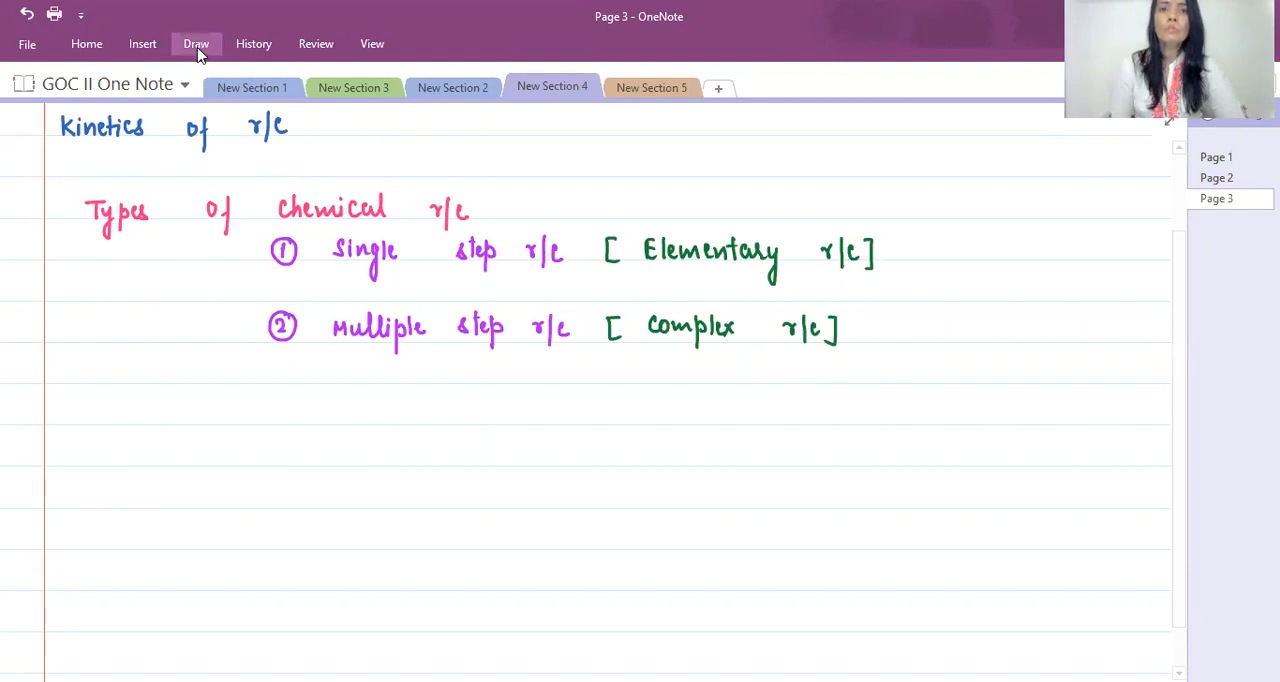 Page 3 - OneNote
File Home Insert Draw History Review View
GOC II One Note New Section 1 New Section 3 New Section 2 New Section 4 New Section 5 +
Kinetics of r/c
Types of Chemical r/c
① Single step r/c [ Elementary r/c]
② Multiple step r/c [ Complex r/c]
Page 1
Page 2
Page 3